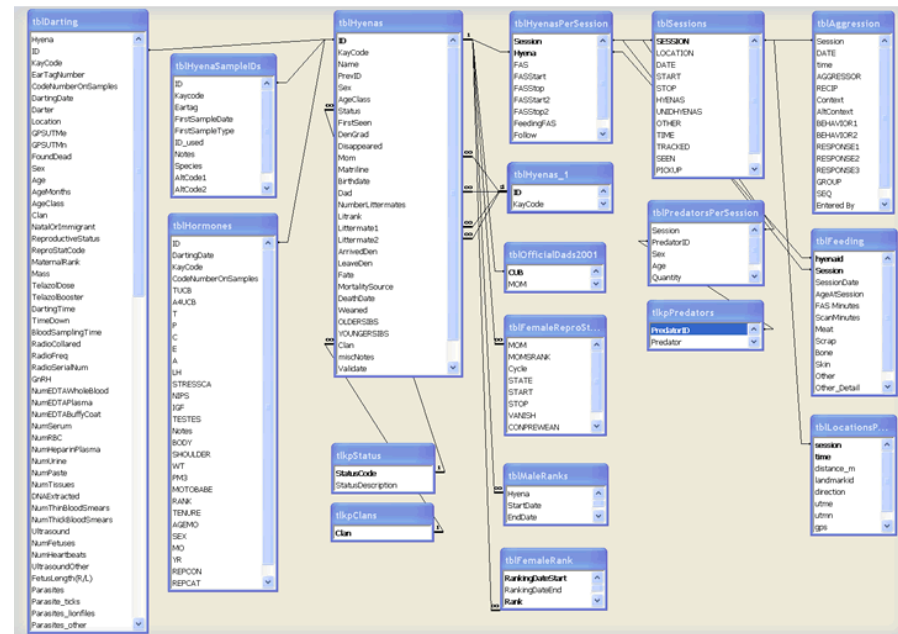 tblDarting
Hyena
ID
KayCode
EarTagNumber
CodeNumberOnSamples
DartingDate
Darter
Location
GPSUTMe
GPSUTMn
FoundDead
Sex
Age
AgeMonths
AgeClass
Clan
NatalOrImmigrant
ReproductiveStatus
ReproStatCode
MaternalRank
Mass
TelazolDose
TelazolBooster
DartingTime
TimeDown
BloodSamplingTime
RadioCollared
RadioFreq
RadioSerialNum
GnRH
NumEDTAWholeBlood
NumEDTAPlasma
NumEDTABuffyCoat
NumSerum
NumRBC
NumHeparinPlasma
NumUrine
NumPaste
NumTissues
DNAExtracted
NumThinBloodSmears
NumThickBloodSmears
Ultrasound
NumFetuses
NumHeartbeats
UltrasoundOther
FetusLength(R/L)
Parasites
Parasite_ticks
Parasites_lionflies
Parasites_other
tblHyenaSampleIDs
ID
Kaycode
Eartag
FirstSampleDate
FirstSampleType
ID_used
Notes
Species
AltCode1
AltCode2
tblHormones
ID
DartingDate
KayCode
CodeNumberOnSamples
TUCB
A4UCB
T
P
C
E
A
LH
STRESSCA
NIPS
IGF
TESTES
Notes
BODY
SHOULDER
WT
PM3
MOTOBABE
RANK
TENURE
AGEMO
SEX
MO
YR
REPCON
REPCAT
tblHyenas
ID
KayCode
Name
PrevID
Sex
AgeClass
Status
FirstSeen
DenGrad
Disappeared
Mom
Matriline
Birthdate
Dad
NumberLittermates
Litrank
Littermate1
Littermate2
ArrivedDen
LeaveDen
Fate
MortalitySource
DeathDate
Weaned
OLDERSIBS
YOUNGERSIBS
Clan
miscNotes
Validate
tlkpStatus
StatusCode
StatusDescription
tlkpClans
Clan
tblHyenasPerSession
Session
Hyena
FAS
FASStart
FASStop
FASStart2
FASStop2
FeedingFAS
Follow
tblHyenas_1
ID
KayCode
tblOfficialDads2001
CUB
MOM
tblFemaleReproSt...
MOM
MOMSRANK
Cycle
STATE
START
STOP
VANISH
CONPREWEAN
tblMaleRanks
Hyena
StartDate
EndDate
tblFemaleRank
RankingDateStart
RankingDateEnd
Rank
tblSessions
SESSION
LOCATION
DATE
START
STOP
HYENAS
UNIDHYENAS
OTHER
TIME
TRACKED
SEEN
PICKUP
tblPredatorsPerSession
Session
PredatorID
Sex
Age
Quantity
tlkpPredators
PredatorID
Predator
tblAggression
Session
DATE
time
AGGRESSOR
RECIP
Context
AltContext
BEHAVIOR1
BEHAVIOR2
RESPONSE1
RESPONSE2
RESPONSE3
GROUP
SEQ
Entered By
tblFeeding
hyenaid
Session
SessionDate
AgeAtSession
FAS Minutes
ScanMinutes
Meat
Scrap
Bone
Skin
Other
Other_Detail
tblLocationsP...
session
time
distance_m
landmarkid
direction
utme
utmn
gps